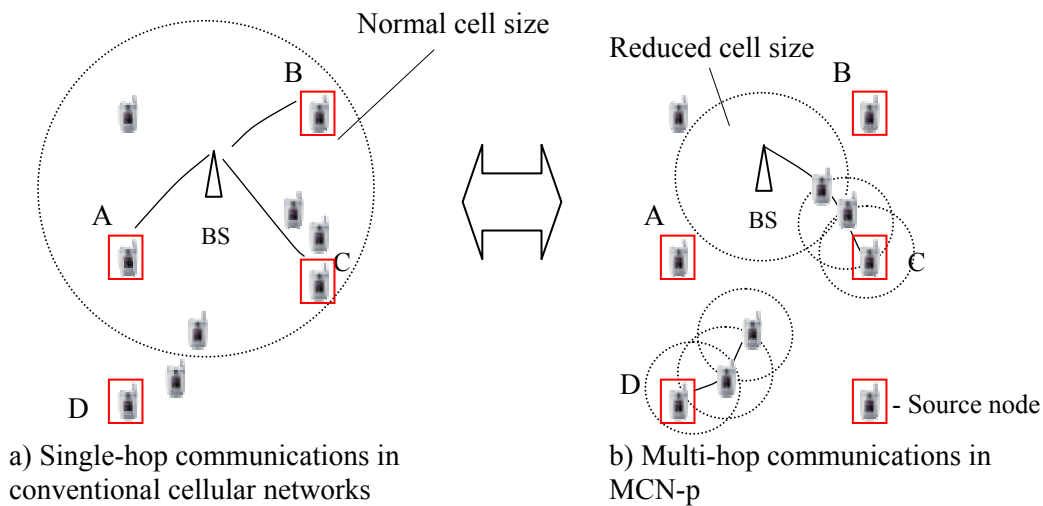 Normal cell size
B
A
BS
C
D
a) Single-hop communications in
conventional cellular networks
Reduced cell size
B
A
BS
C
D
- Source node
b) Multi-hop communications in
MCN-p